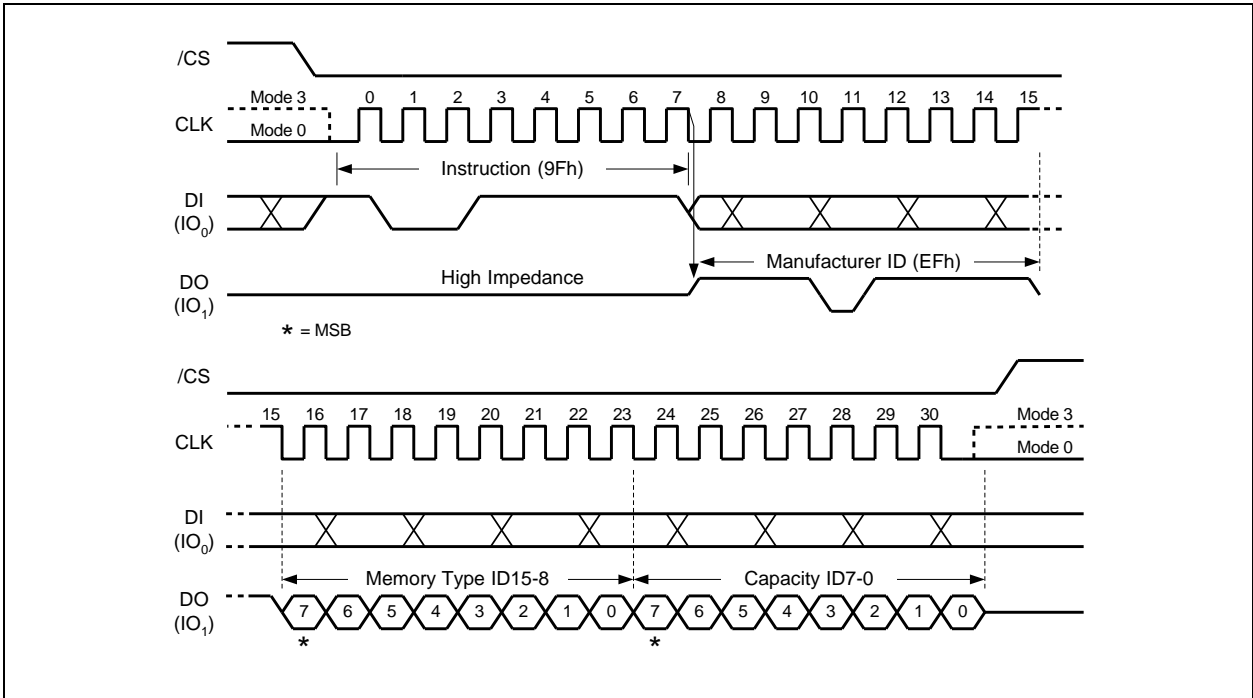 /CS
Mode 3 0 1 2 3 4 5 6 7 8 9 10 11 12 13 14 15
CLK
Mode 0
Instruction (9Fh)
DI
(IO0)
Manufacturer ID (EFh)
High Impedance
DO
(IO1)
* = MSB
/CS
15 16 17 18 19 20 21 22 23 24 25 26 27 28 29 30 Mode 3
CLK
Mode 0
DI
(IO0)
Memory Type ID15-8 Capacity ID7-0
DO
(IO1)
7 6 5 4 3 2 1 0 7 6 5 4 3 2 1 0
* *